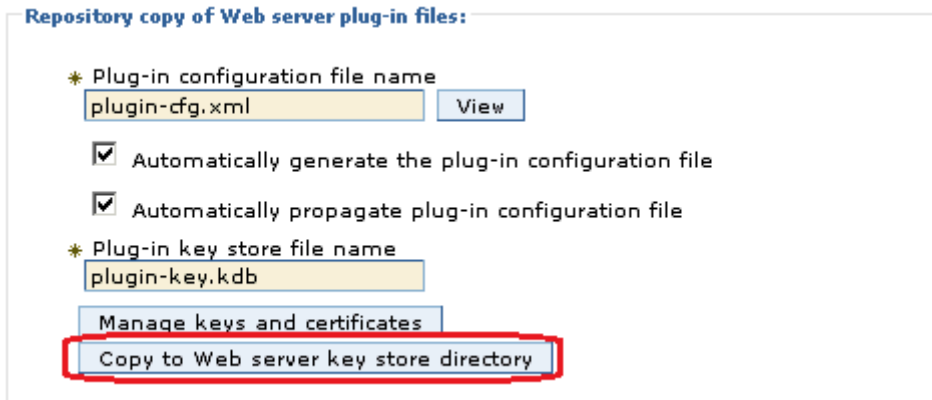 Repository copy of Web server plug-in files:
* Plug-in configuration file name
plugin-cfg.xml View
Automatically generate the plug-in configuration file
Automatically propagate plug-in configuration file
* Plug-in key store file name
plugin-key.kdb
Manage keys and certificates
Copy to Web server key store directory